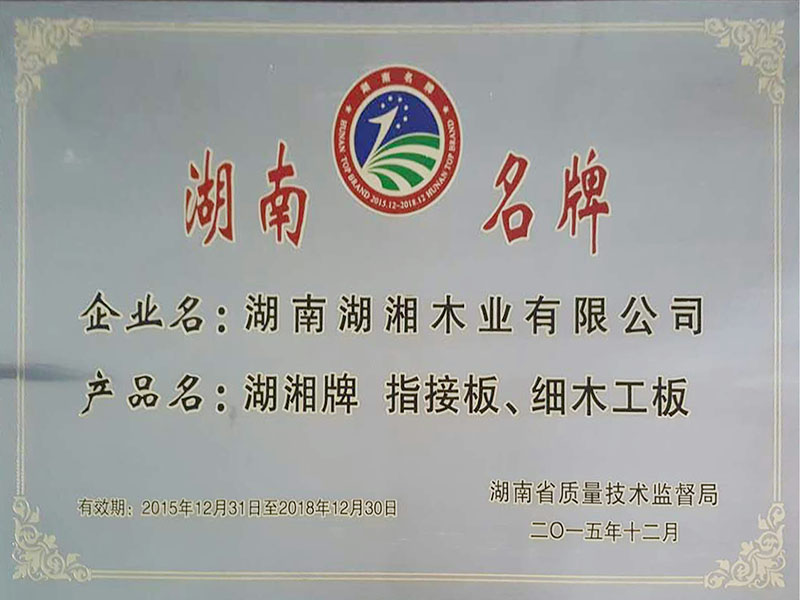 湖南名牌
HUNAN TOP BRAND 2015.12-2018.12 HUNAN TOP BRAND
湖南 名牌
企业名：湖南湖湘木业有限公司
产品名：湖湘牌 指接板、细木工板
有效期：2015年12月31日至2018年12月30日
湖南省质量技术监督局
二〇一五年十二月